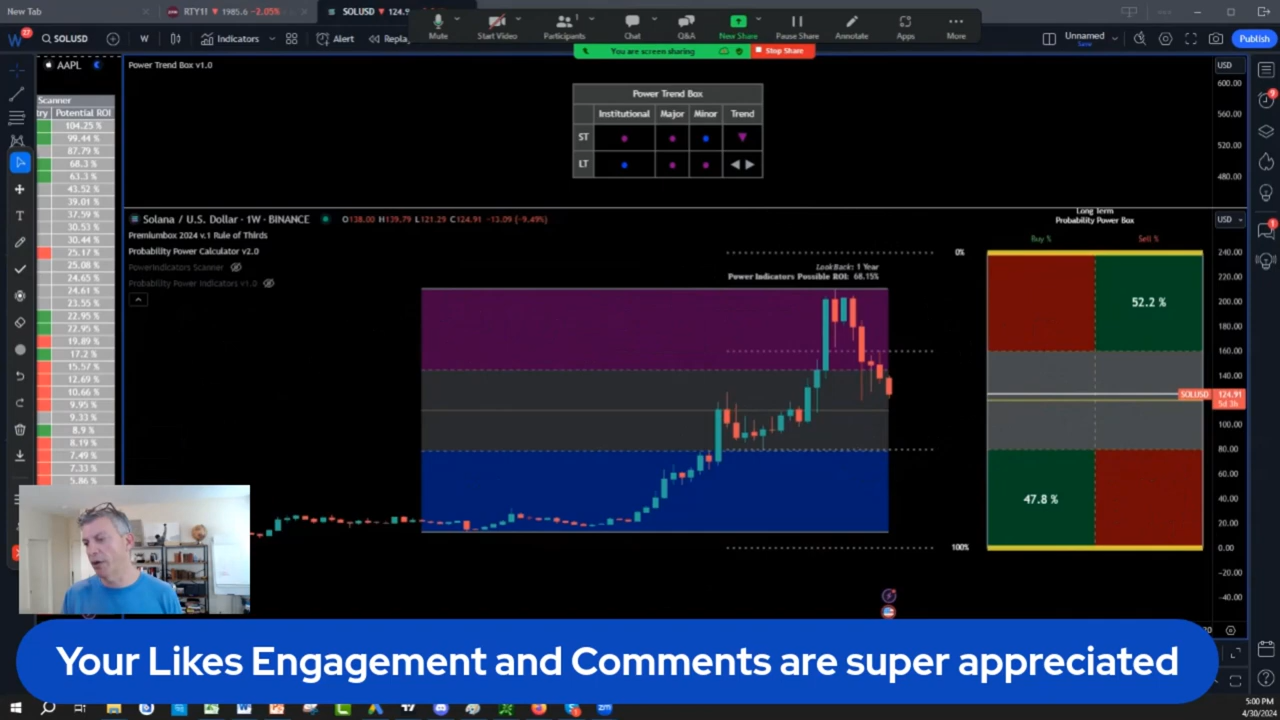 New Tab
RTY1! ▼ 1985.6 -2.05%
SOLUSD ▼ 124.9
Mute
Start Video
Participants
1
Chat
Q&A
New Share
Pause Share
Annotate
Apps
More
You are screen sharing
Stop Share
27
SOLUSD
W
Indicators
Alert
Replay
Unnamed
Save
Publish
AAPL
Scanner
try Potential ROI
104.25 %
99.44 %
87.79 %
68.3 %
63.3 %
43.52 %
39.01 %
37.59 %
30.53 %
30.44 %
25.17 %
25.08 %
24.65 %
24.61 %
23.55 %
22.95 %
22.95 %
19.89 %
17.2 %
15.57 %
12.69 %
10.66 %
9.95 %
9.33 %
8.9 %
8.19 %
7.49 %
7.33 %
5.86 %
Power Trend Box v1.0
Power Trend Box
Institutional Major Minor Trend
ST
LT
USD
600.00
560.00
520.00
480.00
Solana / U.S. Dollar · 1W · BINANCE
O138.00 H139.79 L121.29 C124.91 -13.09 (-9.49%)
Premiumbox 2024 v.1 Rule of Thirds
Probability Power Calculator v2.0
PowerIndicators Scanner
Probability Power Indicators v1.0
LookBack: 1 Year
Power Indicators Possible ROI: 68.15%
0%
100%
Long Term
Probability Power Box
Buy % Sell %
52.2 %
47.8 %
USD
240.00
220.00
200.00
180.00
160.00
140.00
SOLUSD 124.91
5d 3h
100.00
80.00
60.00
40.00
20.00
0.00
-20.00
-40.00
Your Likes Engagement and Comments are super appreciated
5:00 PM
4/30/2024